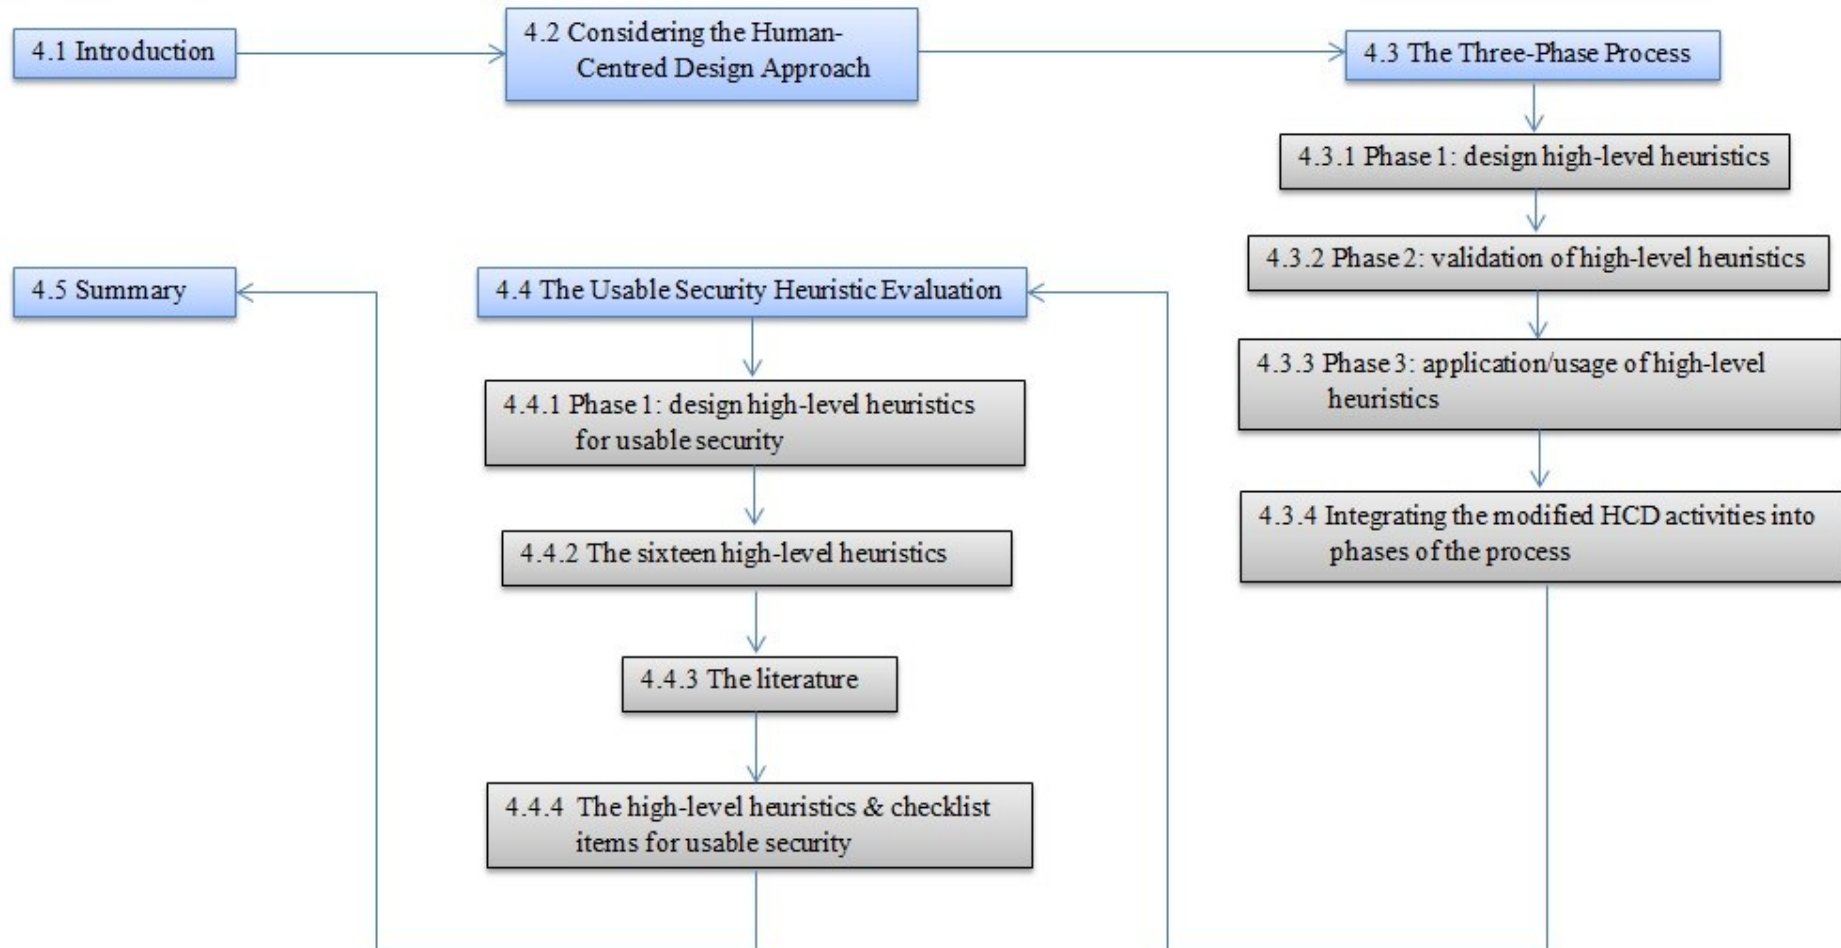 4.1 Introduction
4.2 Considering the Human-
Centred Design Approach
4.3 The Three-Phase Process
4.3.1 Phase 1: design high-level heuristics
4.3.2 Phase 2: validation of high-level heuristics
4.3.3 Phase 3: application/usage of high-level
heuristics
4.3.4 Integrating the modified HCD activities into
phases of the process
4.4 The Usable Security Heuristic Evaluation
4.4.1 Phase 1: design high-level heuristics
for usable security
4.4.2 The sixteen high-level heuristics
4.4.3 The literature
4.4.4 The high-level heuristics & checklist
items for usable security
4.5 Summary